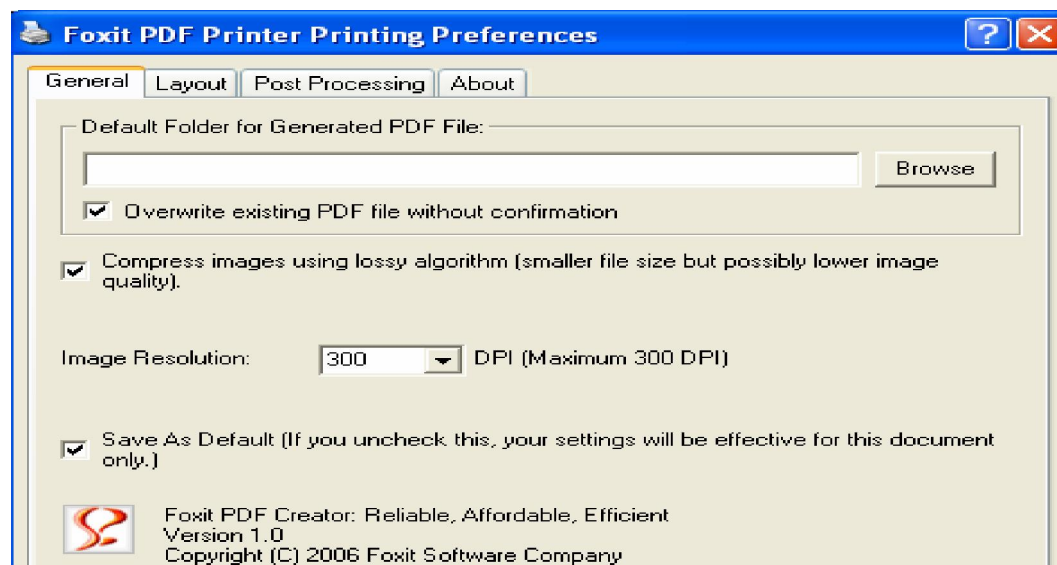 Foxit PDF Printer Printing Preferences
General Layout Post Processing About
Default Folder for Generated PDF File:
Browse
Overwrite existing PDF file without confirmation
Compress images using lossy algorithm (smaller file size but possibly lower image
quality).
Image Resolution: 300 DPI (Maximum 300 DPI)
Save As Default (If you uncheck this, your settings will be effective for this document
only.)
Foxit PDF Creator: Reliable, Affordable, Efficient
Version 1.0
Copyright (C) 2006 Foxit Software Company